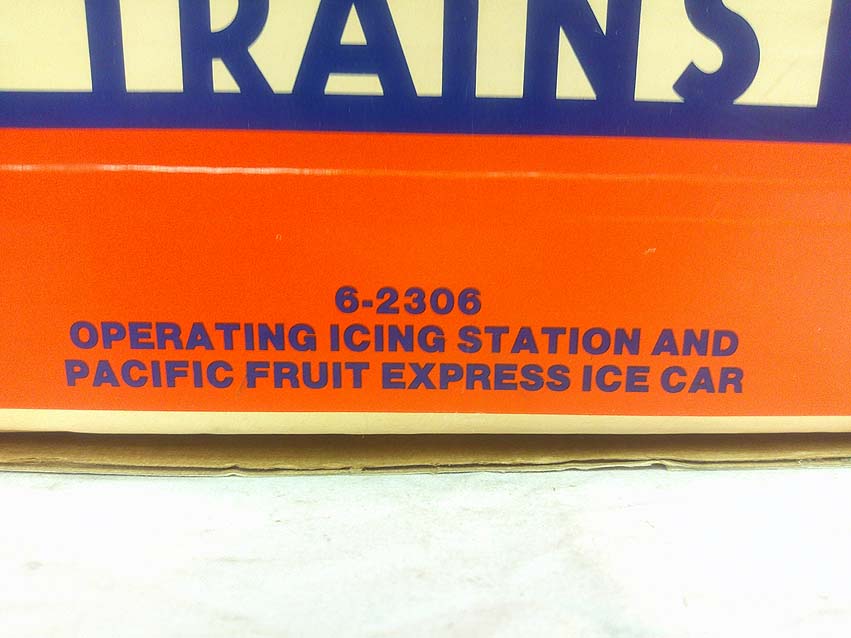 TRAINS
6-2306
OPERATING ICING STATION AND
PACIFIC FRUIT EXPRESS ICE CAR